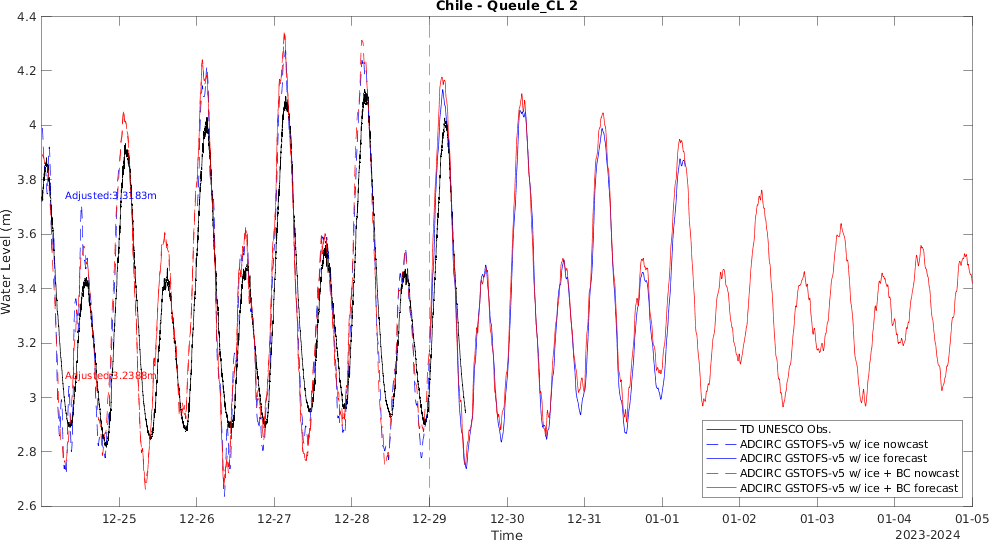 Chile - Queule_CL 2
4.4
4.2
4
3.8
3.6
3.4
3.2
3
2.8
2.6
Water Level (m)
Adjusted:3.3183m
Adjusted:3.2388m
TD UNESCO Obs.
ADCIRC GSTOFS-v5 w/ ice nowcast
ADCIRC GSTOFS-v5 w/ ice forecast
ADCIRC GSTOFS-v5 w/ ice + BC nowcast
ADCIRC GSTOFS-v5 w/ ice + BC forecast
12-25 12-26 12-27 12-28 12-29 12-30 12-31 01-01 01-02 01-03 01-04 01-05
Time
2023-2024